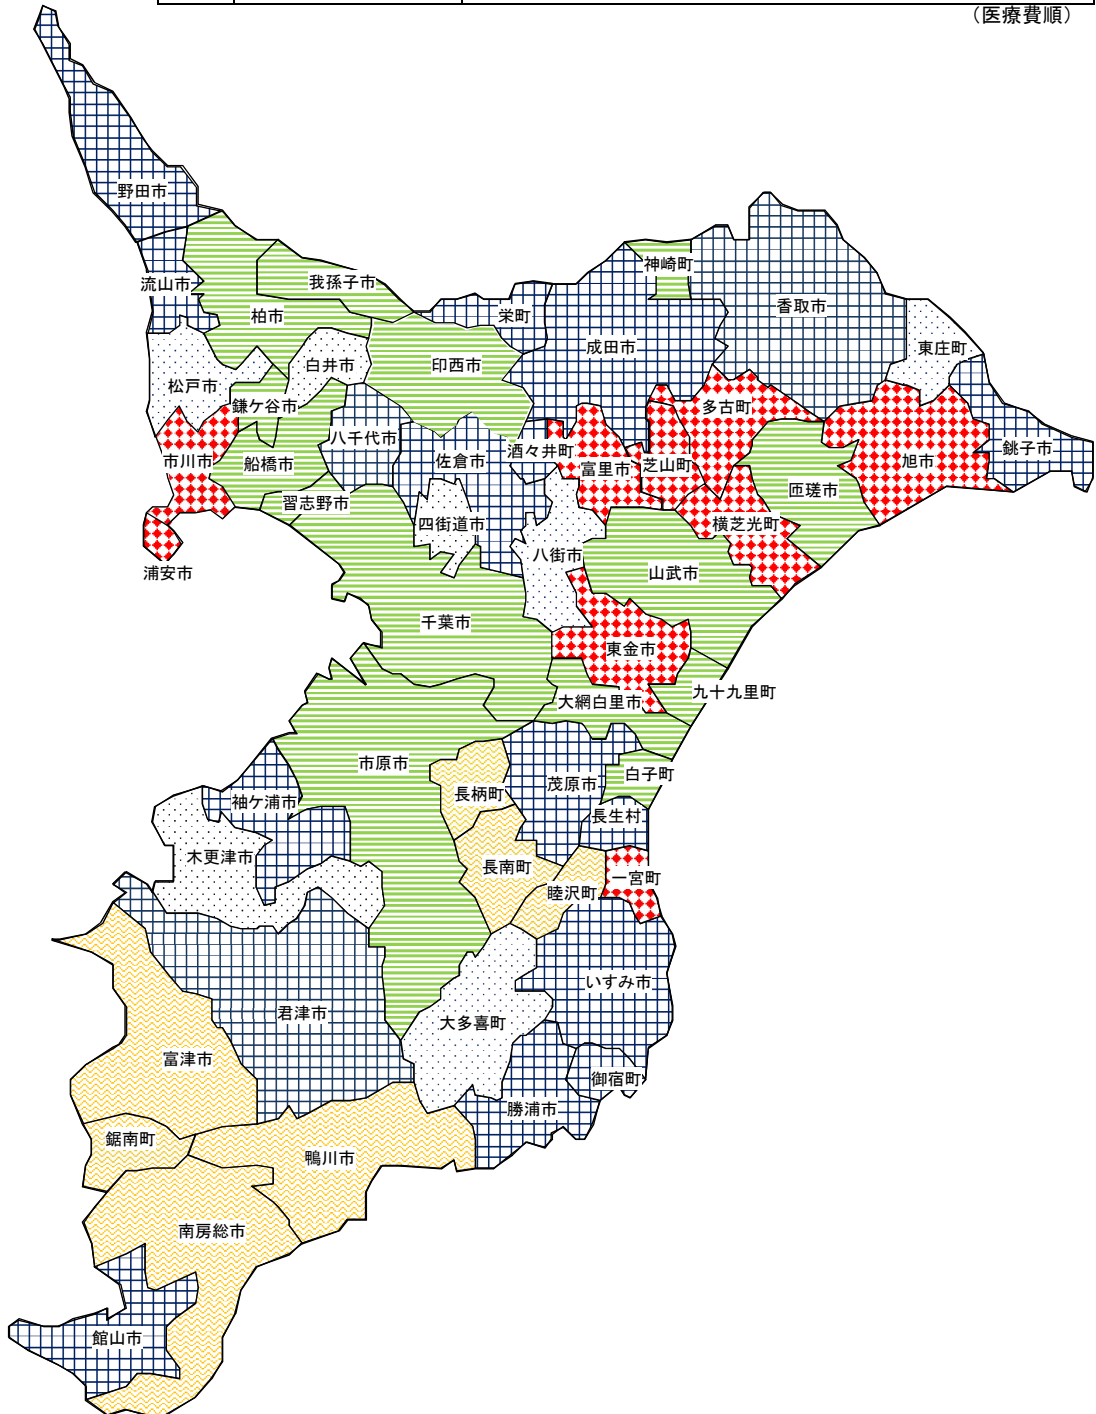 （医療費順）
野田市
流山市
我孫子市
柏市
神崎町
栄町
香取市
成田市
東庄町
白井市
印西市
松戸市
鎌ケ谷市
多古町
八千代市
銚子市
市川市
船橋市
佐倉市
酒々井町
富里市
芝山町
旭市
習志野市
匝瑳市
四街道市
横芝光町
八街市
浦安市
山武市
千葉市
東金市
九十九里町
大網白里市
市原市
白子町
茂原市
長柄町
袖ケ浦市
長生村
木更津市
長南町
一宮町
睦沢町
いすみ市
君津市
大多喜町
富津市
御宿町
勝浦市
鋸南町
鴨川市
南房総市
館山市